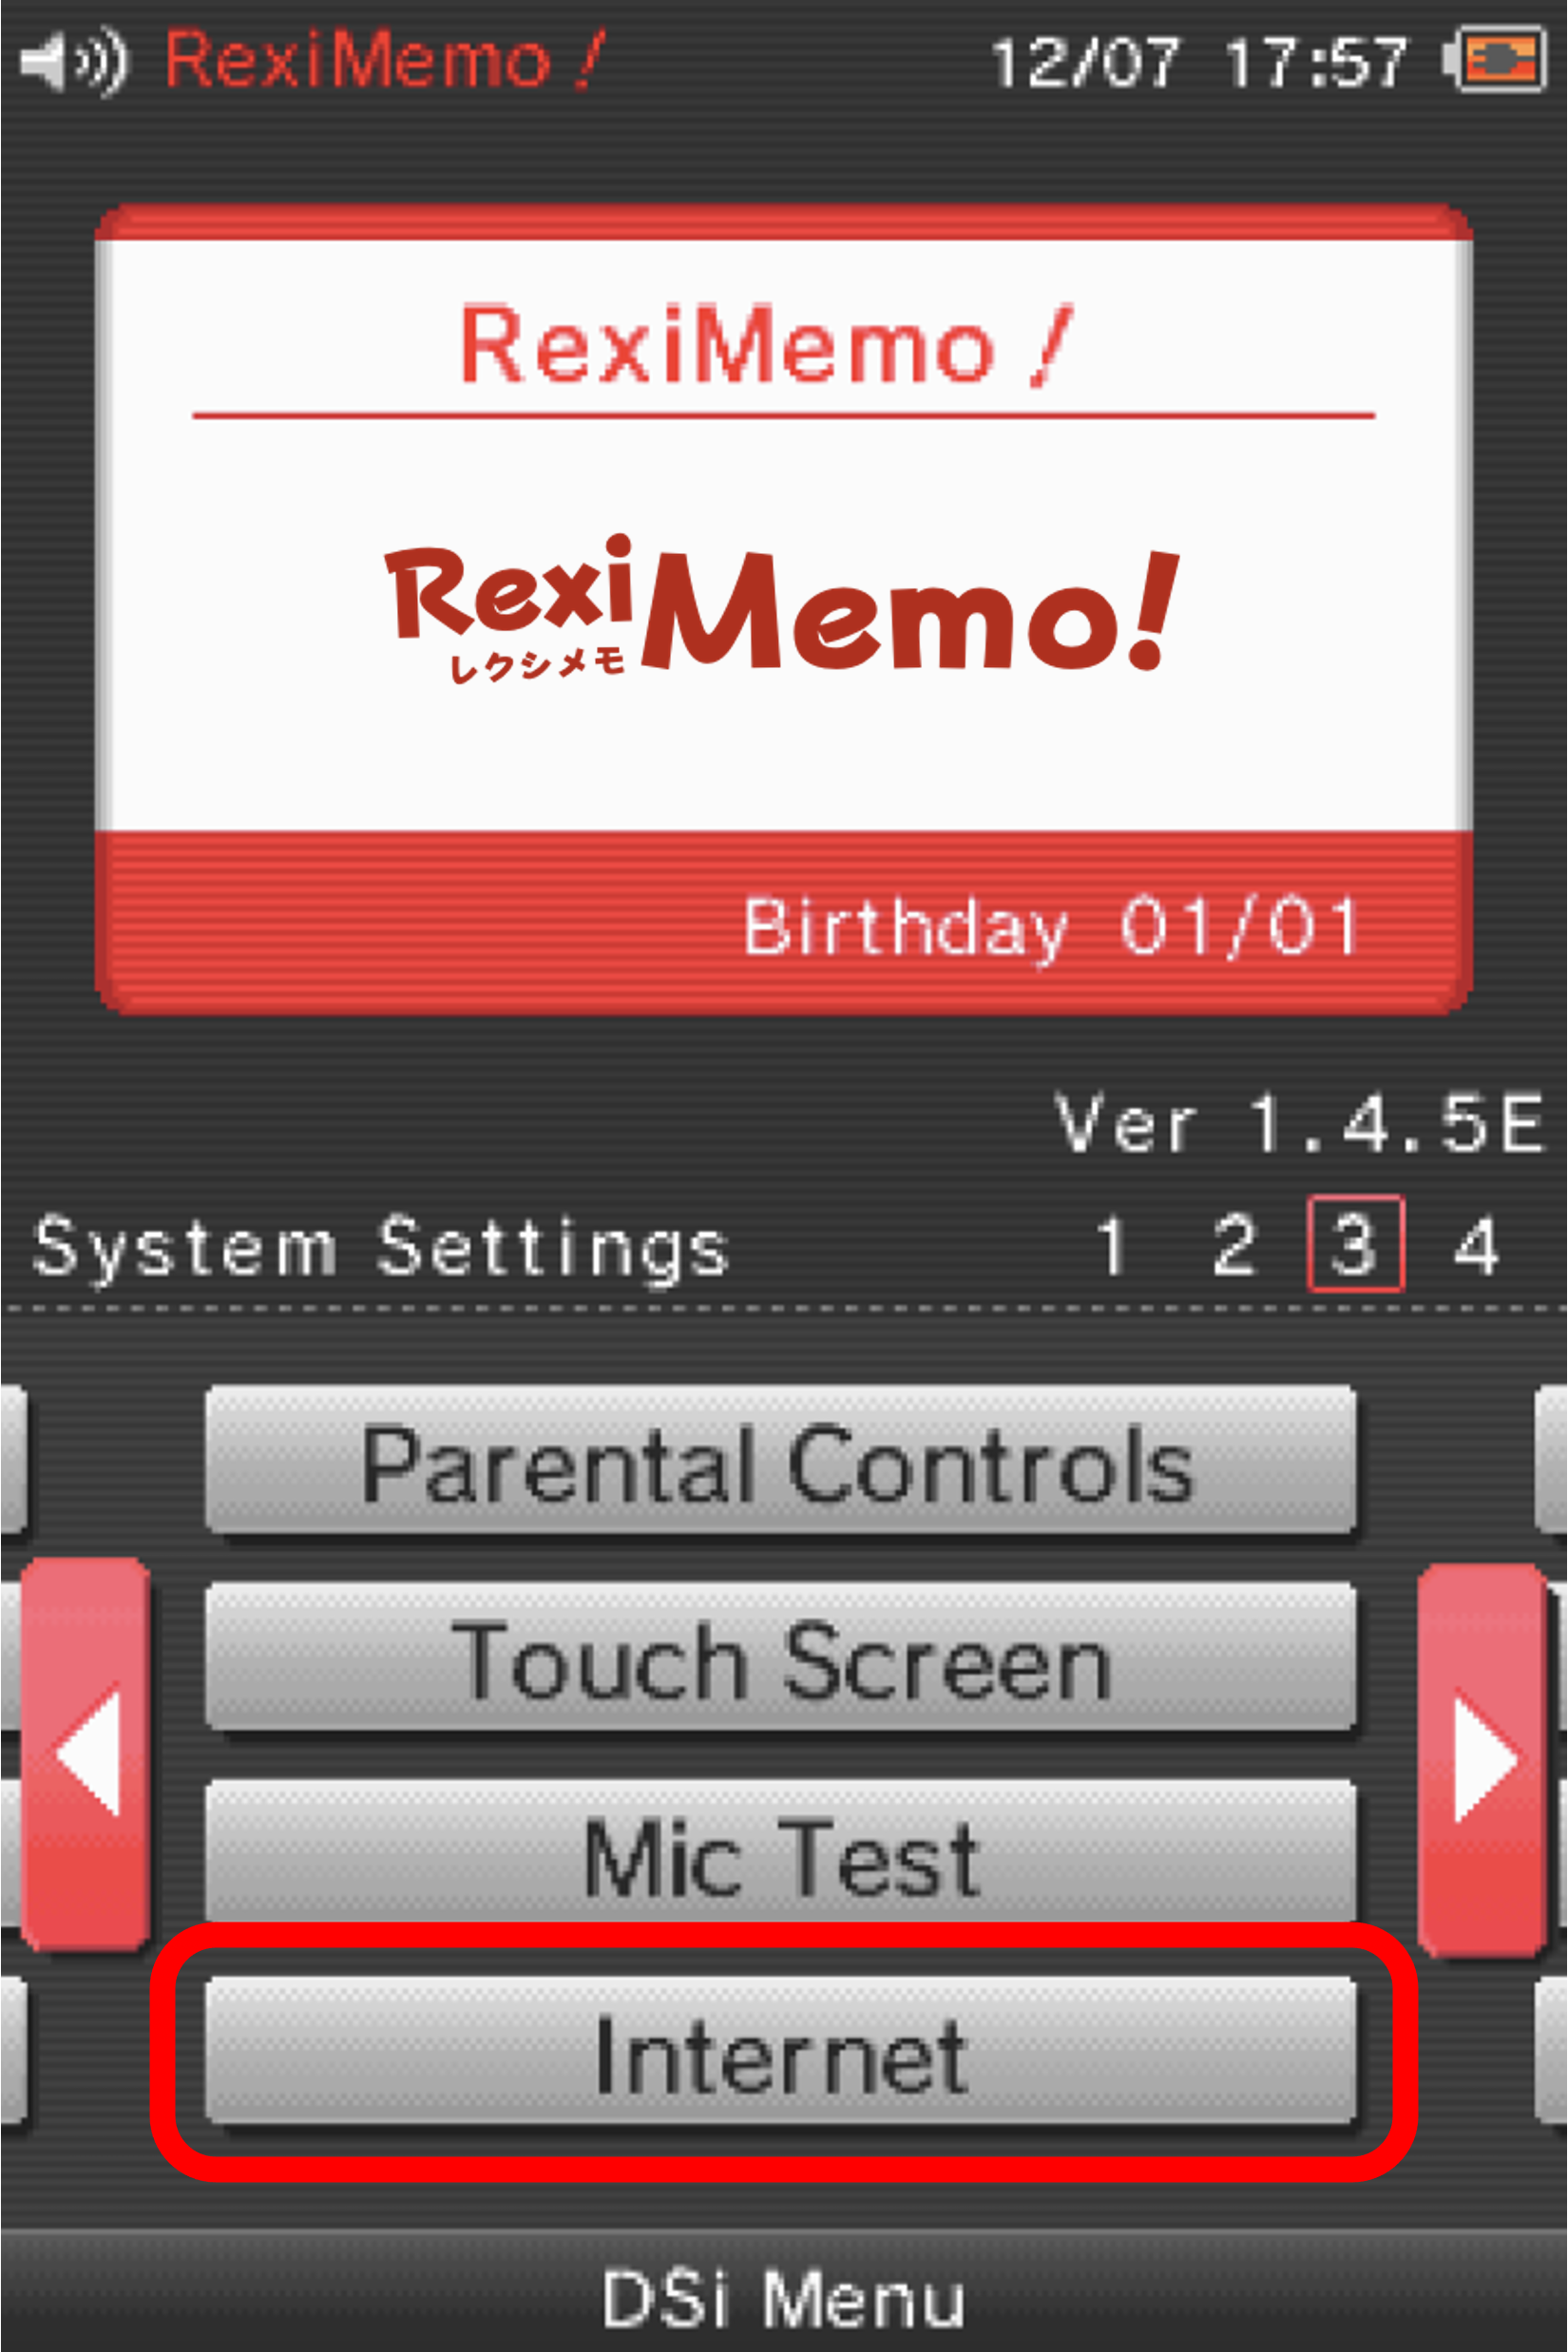 RexiMemo! 12/07 17:57
RexiMemo!
RexiMemo!
レクシメモ
Birthday 01/01
Ver 1.4.5E
System Settings 1 2 3 4
Parental Controls
Touch Screen
Mic Test
Internet
DSi Menu